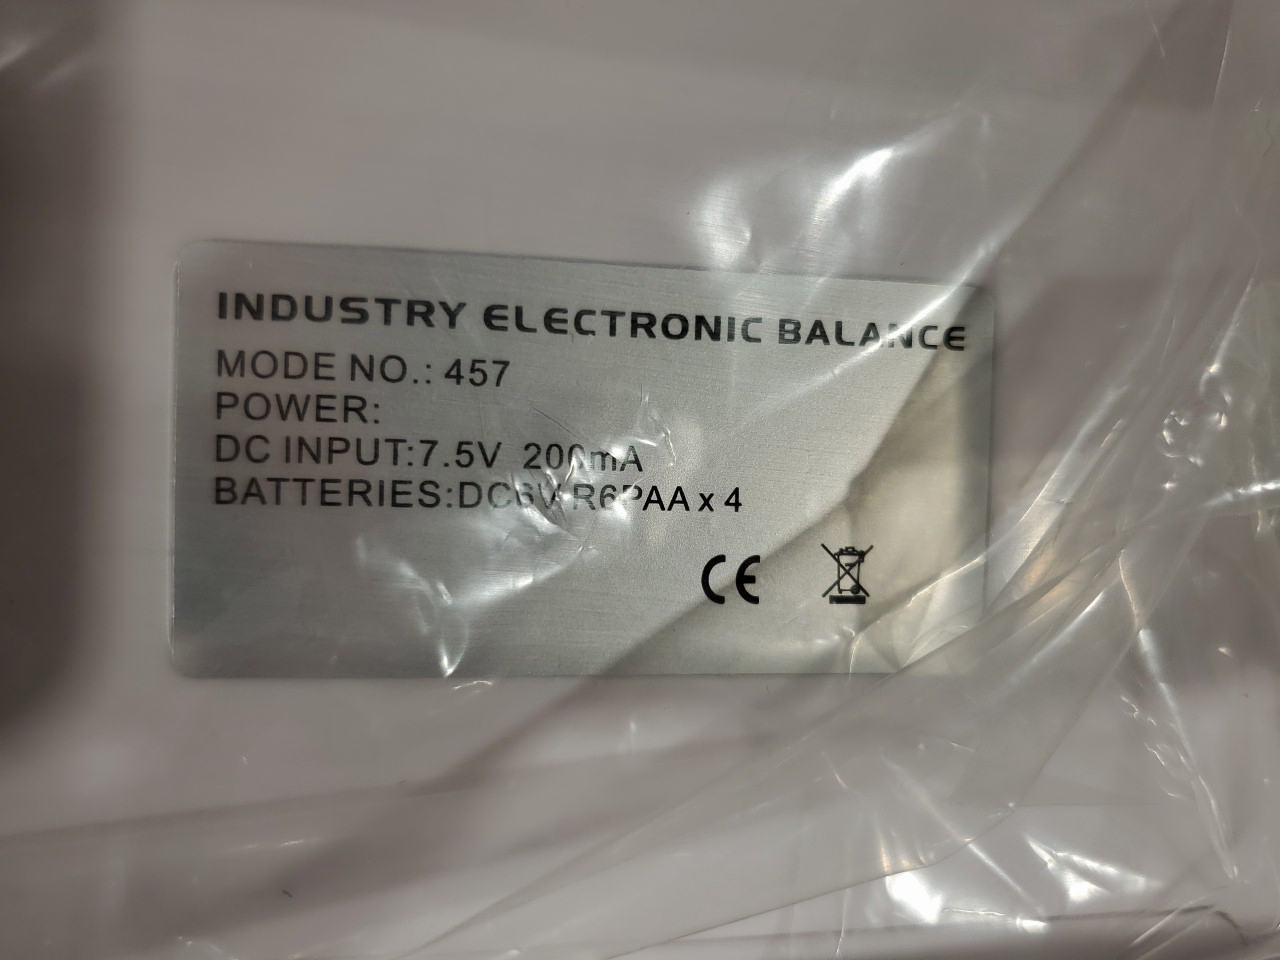 INDUSTRY ELECTRONIC BALANCE
MODE NO.: 457
POWER:
DC INPUT:7.5V 200mA
BATTERIES:DC6V R6PAA x 4
CE